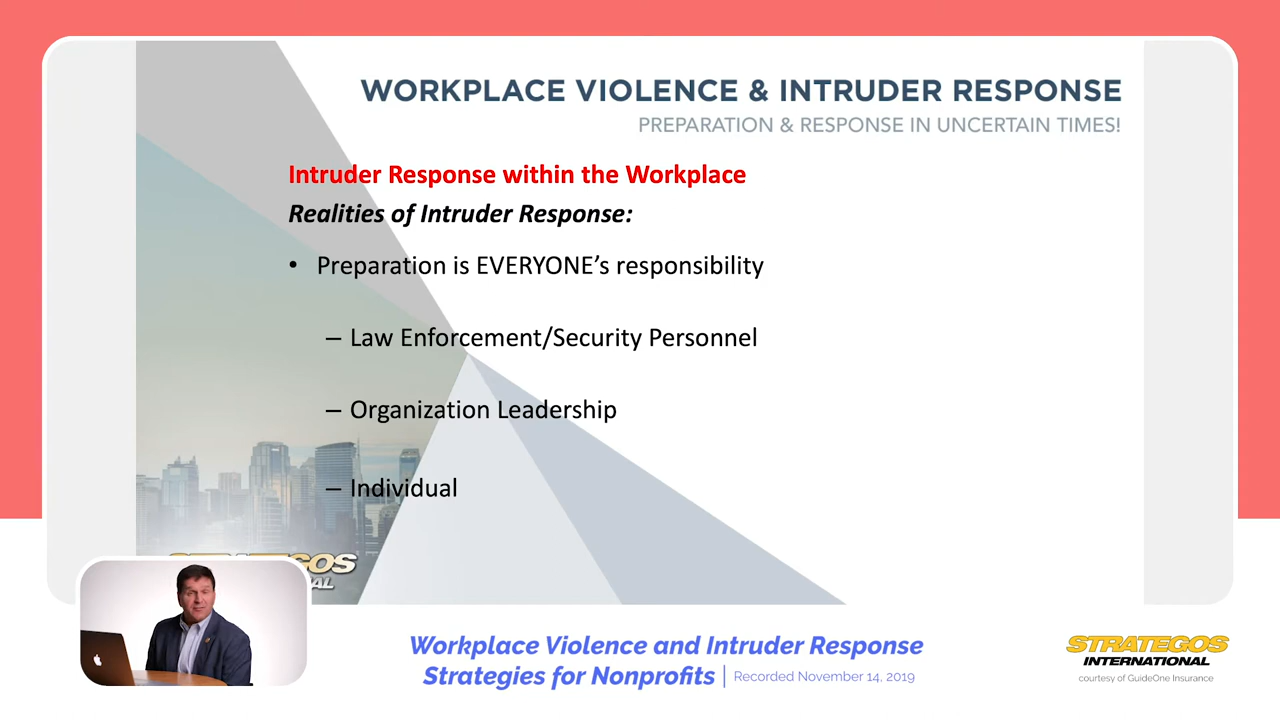 WORKPLACE VIOLENCE & INTRUDER RESPONSE
PREPARATION & RESPONSE IN UNCERTAIN TIMES!
Intruder Response within the Workplace
Realities of Intruder Response:
• Preparation is EVERYONE’s responsibility
– Law Enforcement/Security Personnel
– Organization Leadership
– Individual
Workplace Violence and Intruder Response
Strategies for Nonprofits | Recorded November 14, 2019
STRATEGOS
INTERNATIONAL
courtesy of GuideOne Insurance